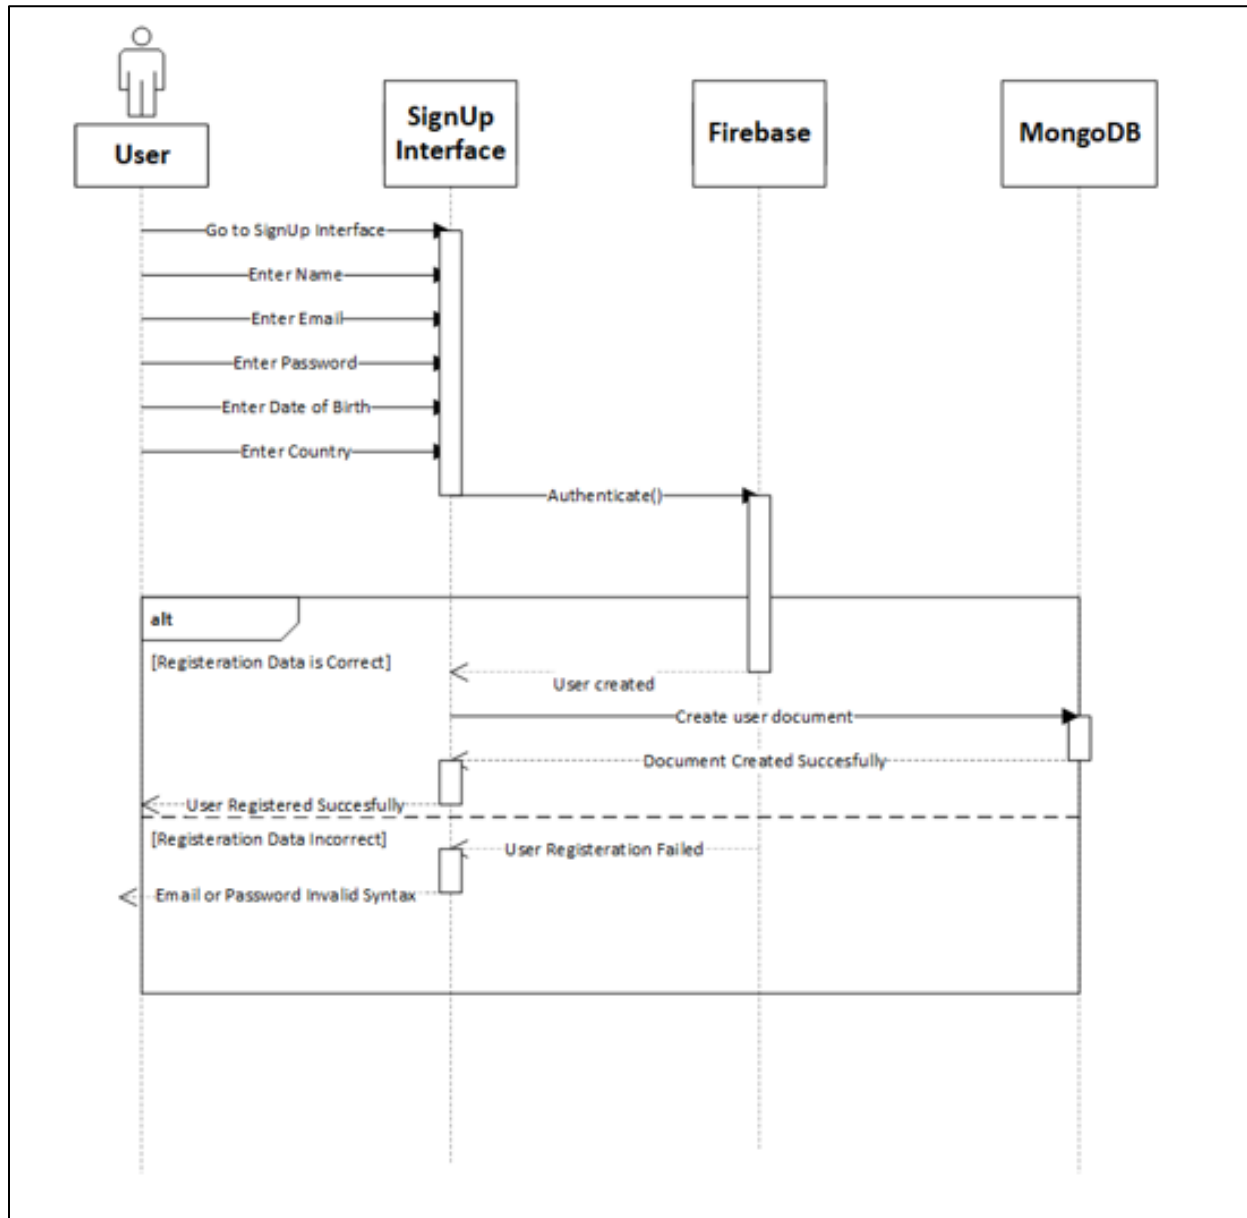 User
SignUp
Interface
Firebase
MongoDB
Go to SignUp Interface
Enter Name
Enter Email
Enter Password
Enter Date of Birth
Enter Country
Authenticate()
alt
[Registeration Data is Correct]
User created
Create user document
Document Created Succesfully
User Registered Succesfully
[Registeration Data Incorrect]
User Registeration Failed
Email or Password Invalid Syntax